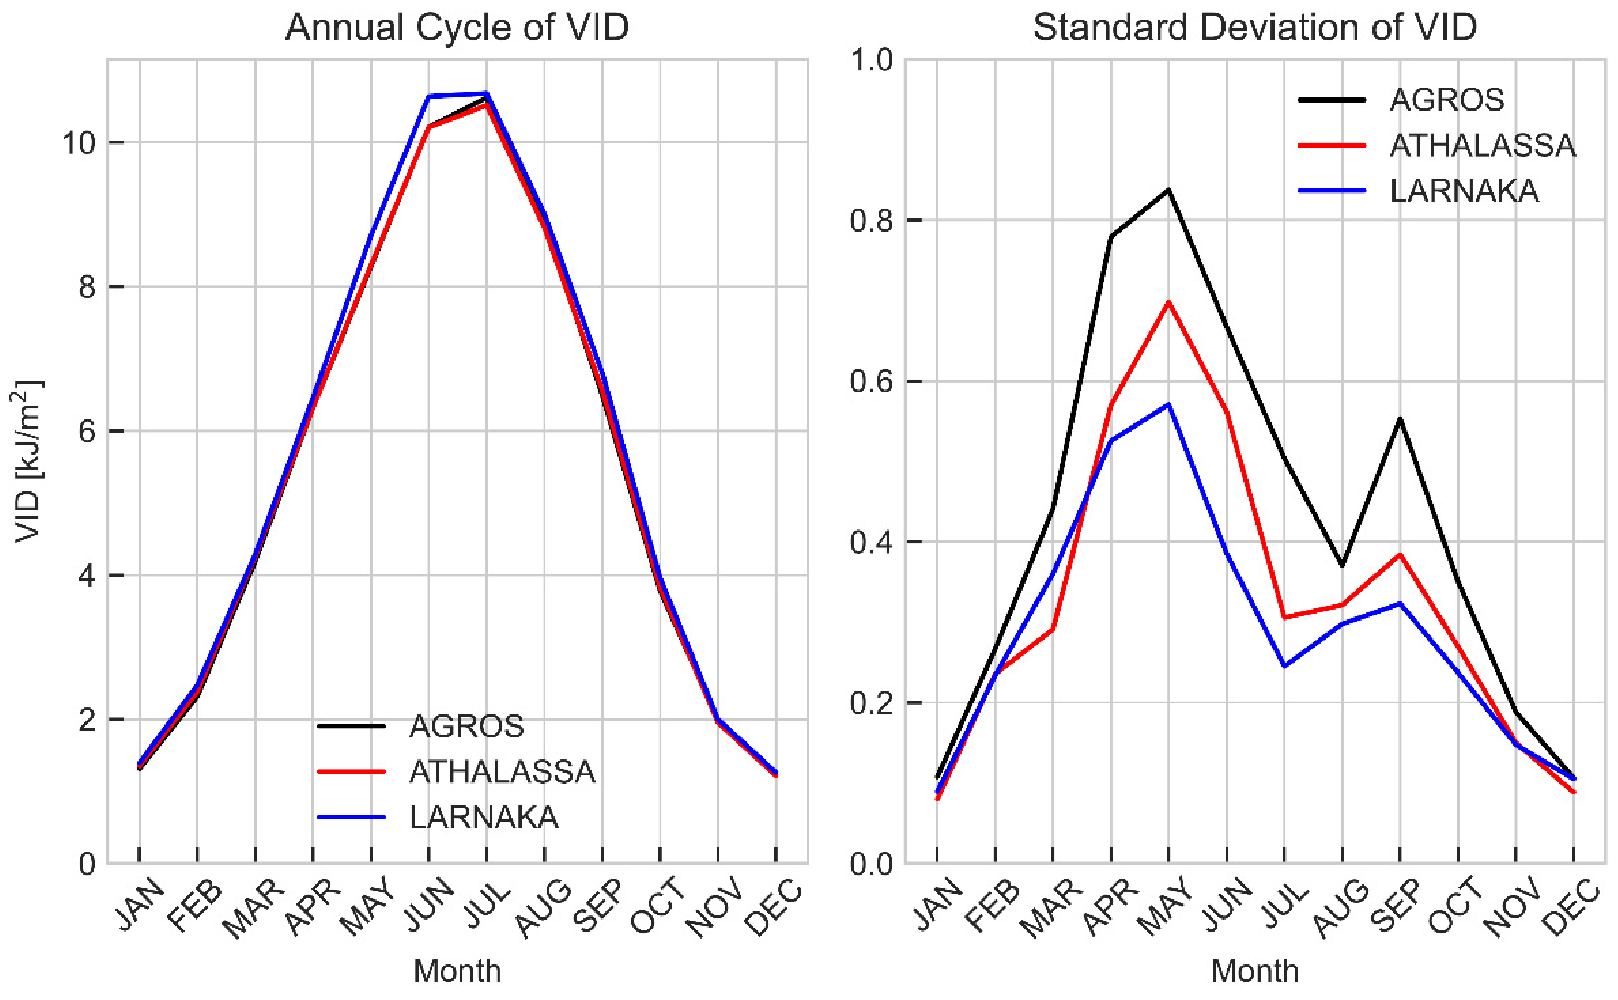 Annual Cycle of VID
VID [kJ/m²]
10
8
6
4
2
0
AGROS
ATHALASSA
LARNAKA
JAN
FEB
MAR
APR
MAY
JUN
JUL
AUG
SEP
OCT
NOV
DEC
Month
Standard Deviation of VID
1.0
0.8
0.6
0.4
0.2
0.0
AGROS
ATHALASSA
LARNAKA
JAN
FEB
MAR
APR
MAY
JUN
JUL
AUG
SEP
OCT
NOV
DEC
Month